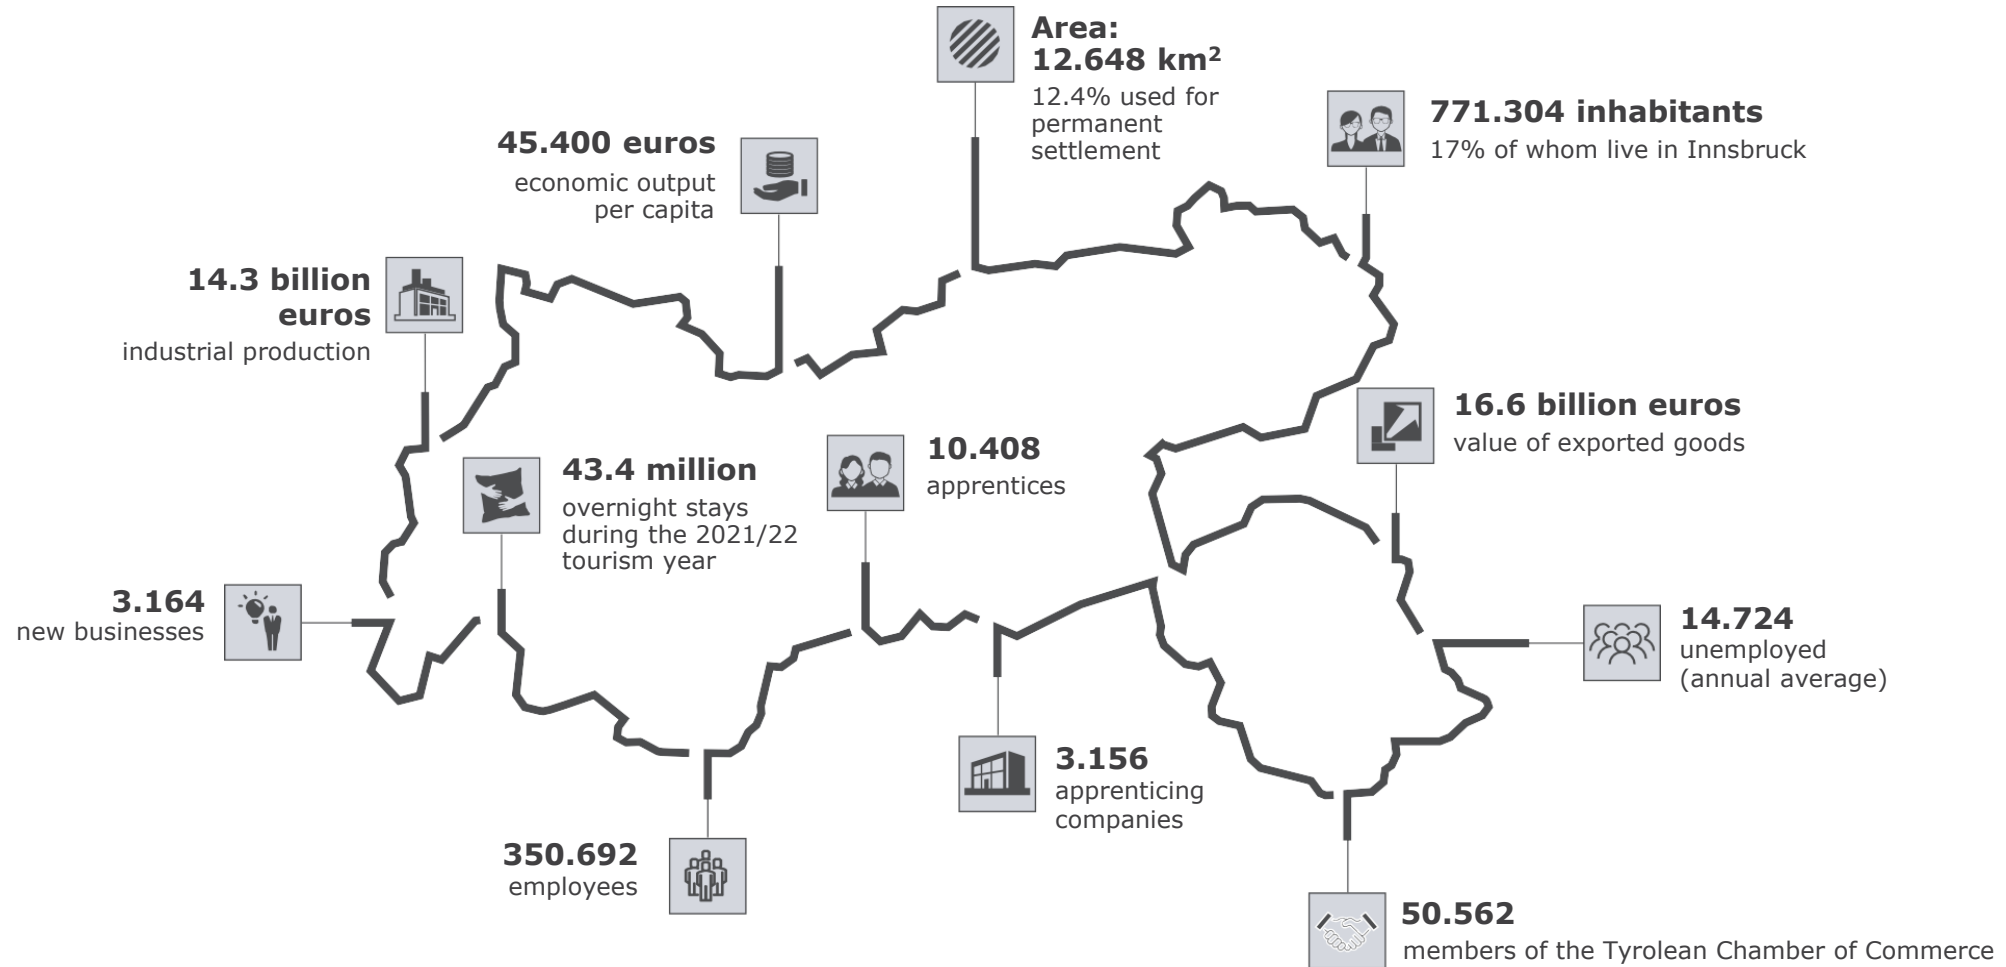 Area:
12.648 km²
12.4% used for
permanent
settlement
771.304 inhabitants
17% of whom live in Innsbruck
45.400 euros
economic output
per capita
14.3 billion
euros
industrial production
16.6 billion euros
value of exported goods
43.4 million
overnight stays
during the 2021/22
tourism year
10.408
apprentices
3.164
new businesses
14.724
unemployed
(annual average)
3.156
apprenticing
companies
350.692
employees
50.562
members of the Tyrolean Chamber of Commerce